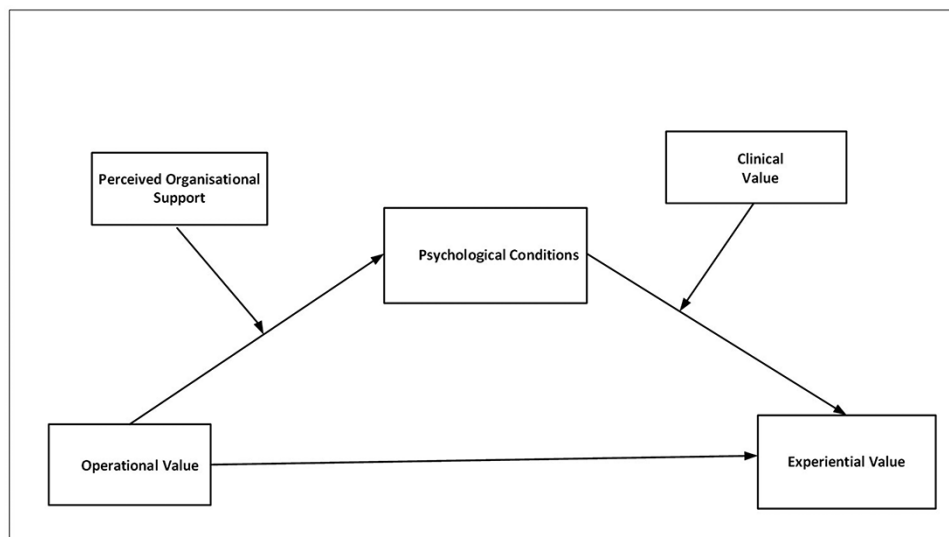 Perceived Organisational
Support
Clinical
Value
Psychological Conditions
Operational Value
Experiential Value